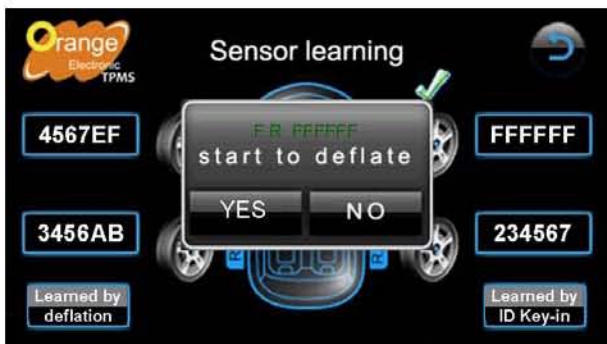 Orange
Electronic
TPMS
Sensor learning
4567EF
FFFFFF
F R FFFFFF
start to deflate
YES
NO
3456AB
234567
R
R
Learned by
deflation
Learned by
ID Key-in